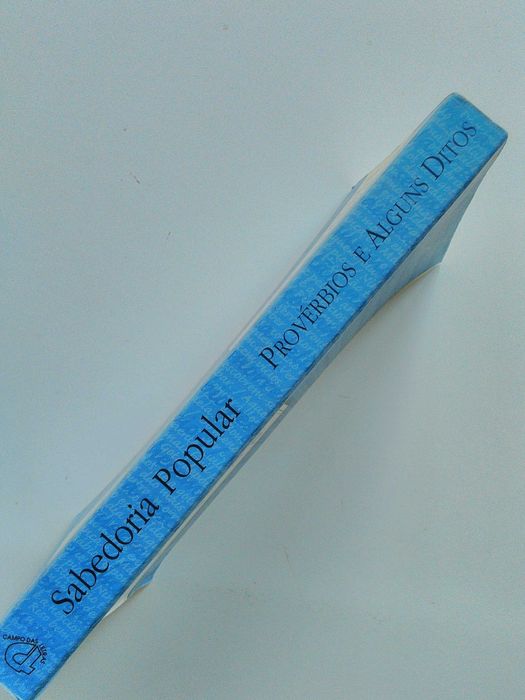 Sabedoria Popular
PROVÉRBIOS E ALGUNS DITOS
CAMPO DAS LETRAS